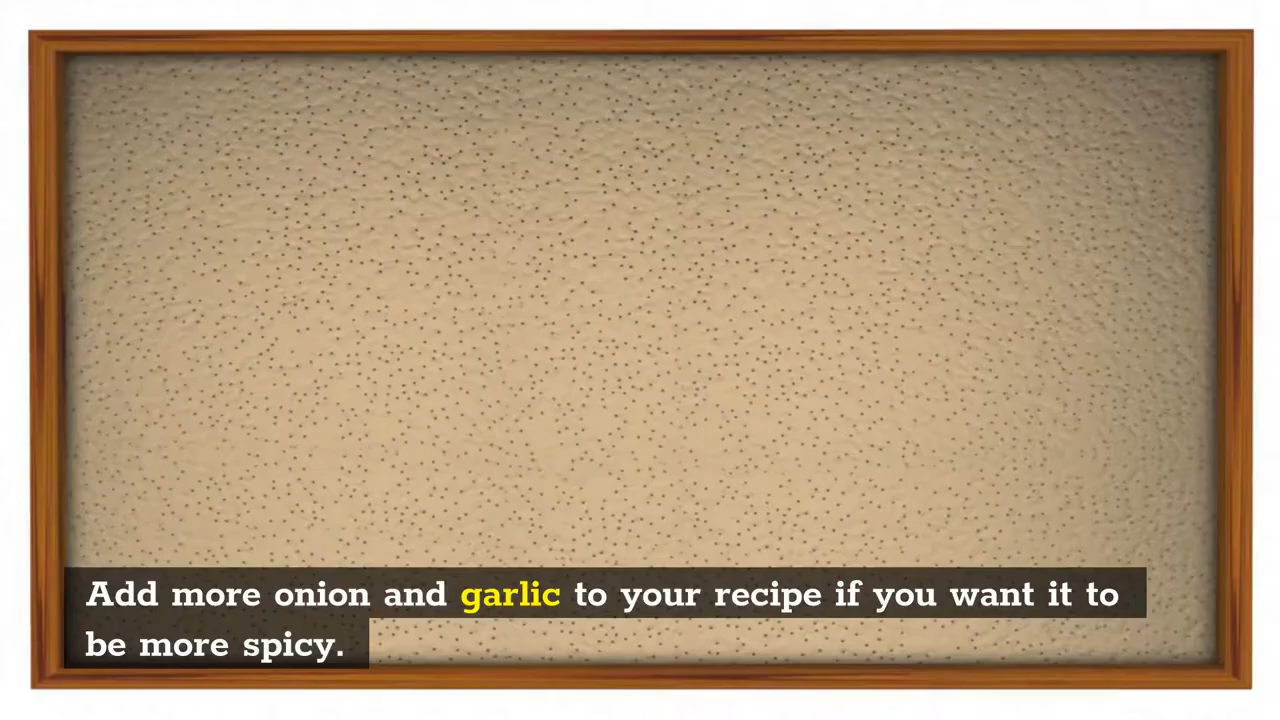 Add more onion and garlic to your recipe if you want it to
be more spicy.